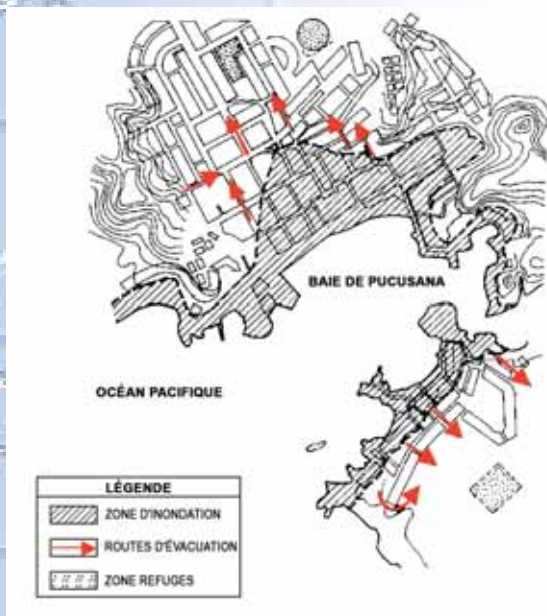 BAIE DE PUCUSANA
OCÉAN PACIFIQUE
LÉGENDE
ZONE D'INONDATION
ROUTES D'ÉVACUATION
ZONE REFUGES